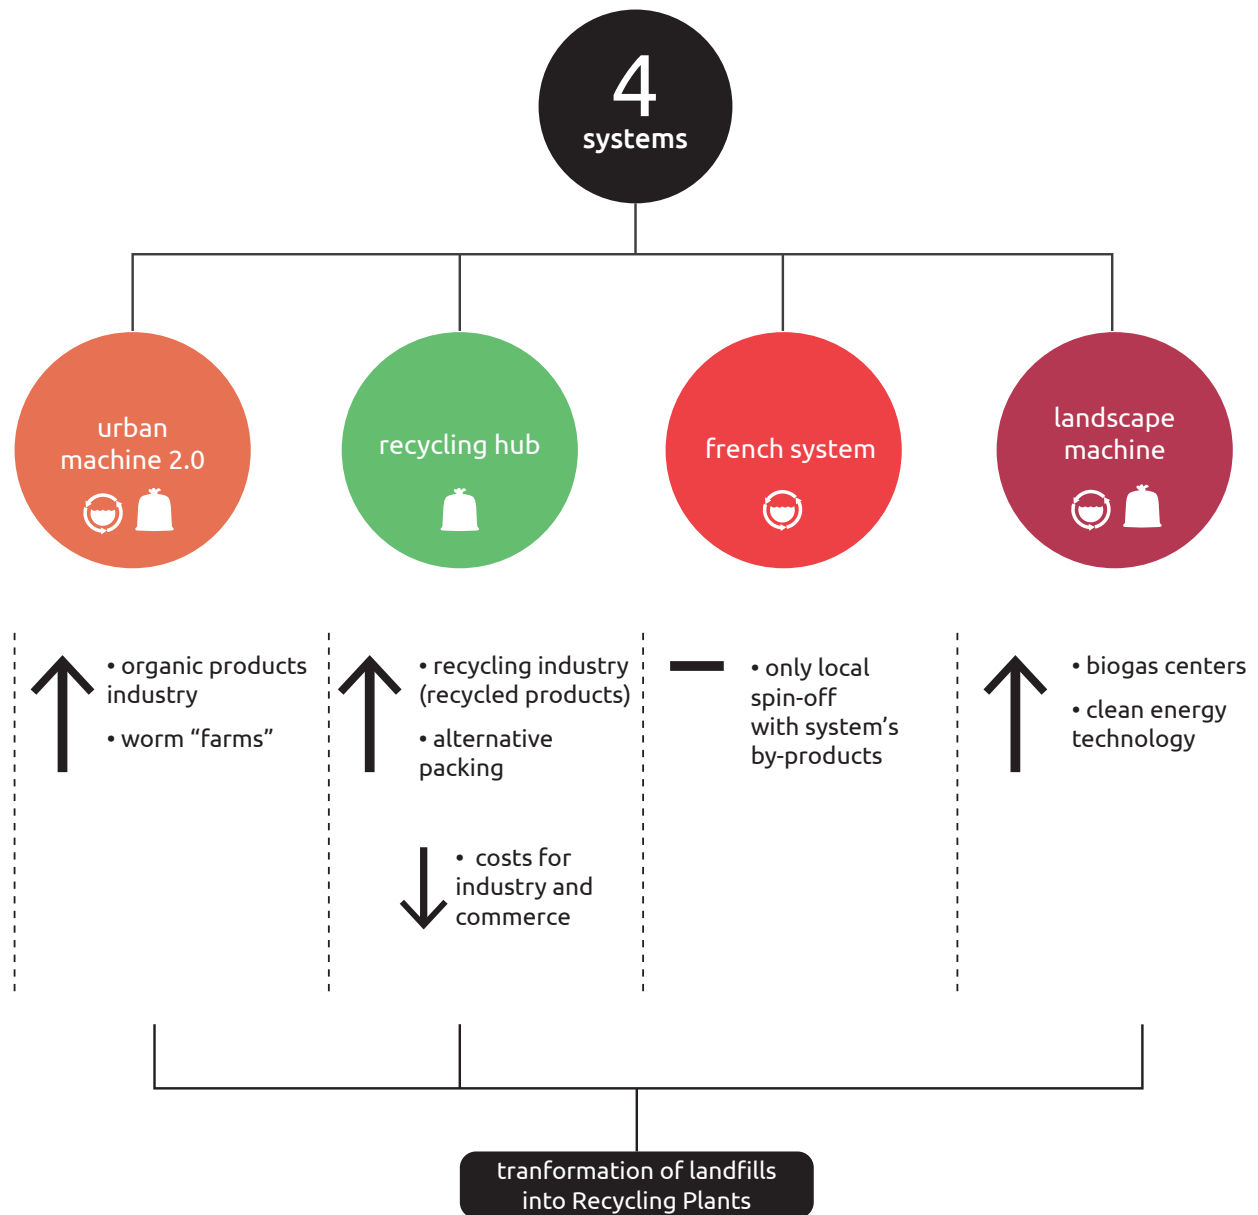 4
systems
urban
machine 2.0
recycling hub
french system
landscape
machine
• organic products
industry
• worm “farms”
• recycling industry
(recycled products)
• alternative
packing
• costs for
industry and
commerce
• only local
spin-off
with system’s
by-products
• biogas centers
• clean energy
technology
tranformation of landfills
into Recycling Plants